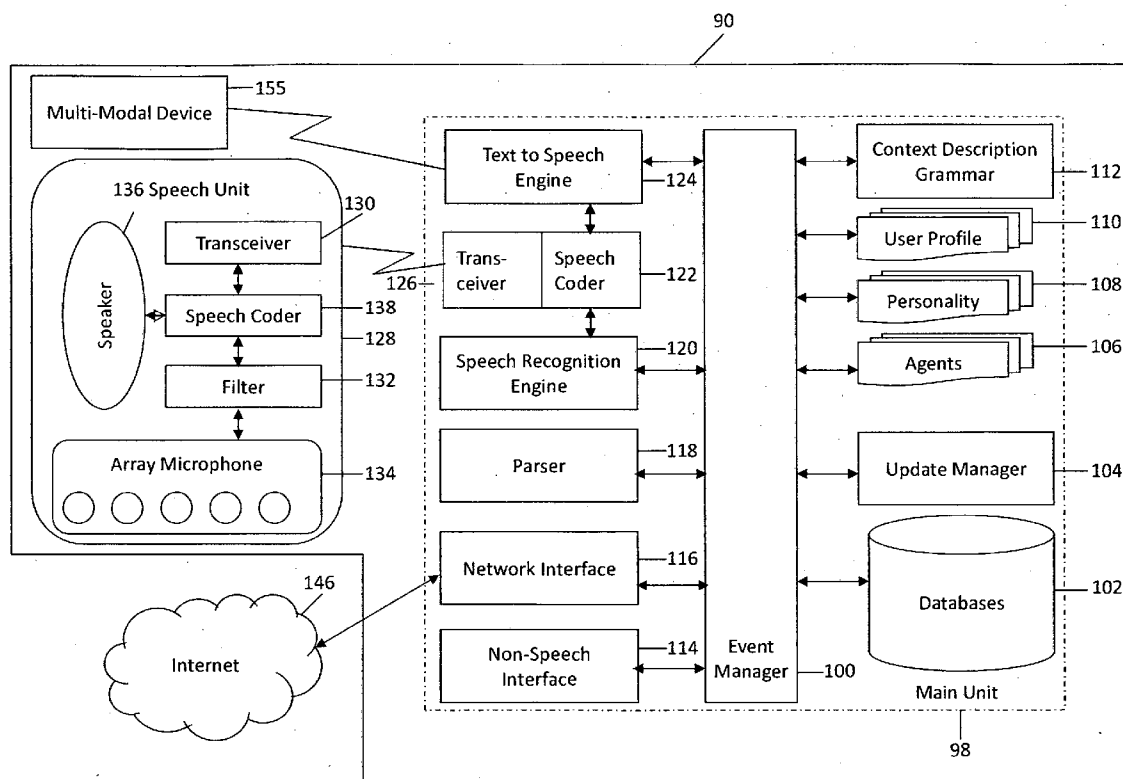 90
155
Multi-Modal Device
136 Speech Unit
130
Transceiver
Speaker
Speech Coder
138
128
Filter
132
Array Microphone
134
146
Internet
Text to Speech
Engine
124
Trans-
ceiver
126
Speech
Coder
122
Speech Recognition
Engine
120
Parser
118
Network Interface
116
Non-Speech
Interface
114
Event
Manager
100
Context Description
Grammar
112
User Profile
110
Personality
108
Agents
106
Update Manager
104
Databases
102
Main Unit
98